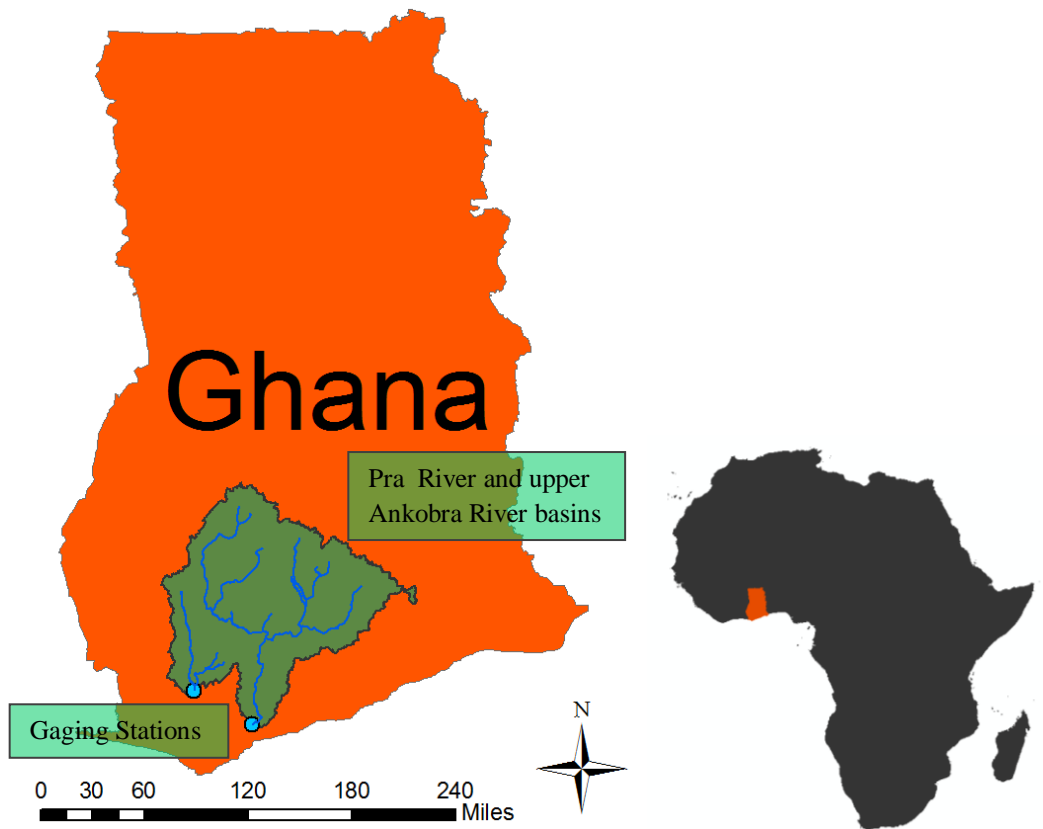 Ghana
Pra River and upper
Ankobra River basins
Gaging Stations
N
0 30 60 120 180 240
Miles